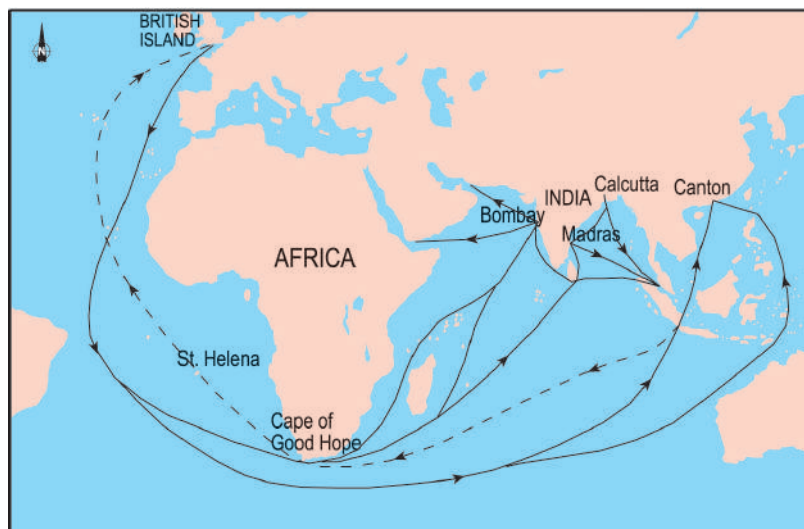 BRITISH
ISLAND
N
INDIA
Calcutta
Canton
Bombay
Madras
AFRICA
St. Helena
Cape of
Good Hope